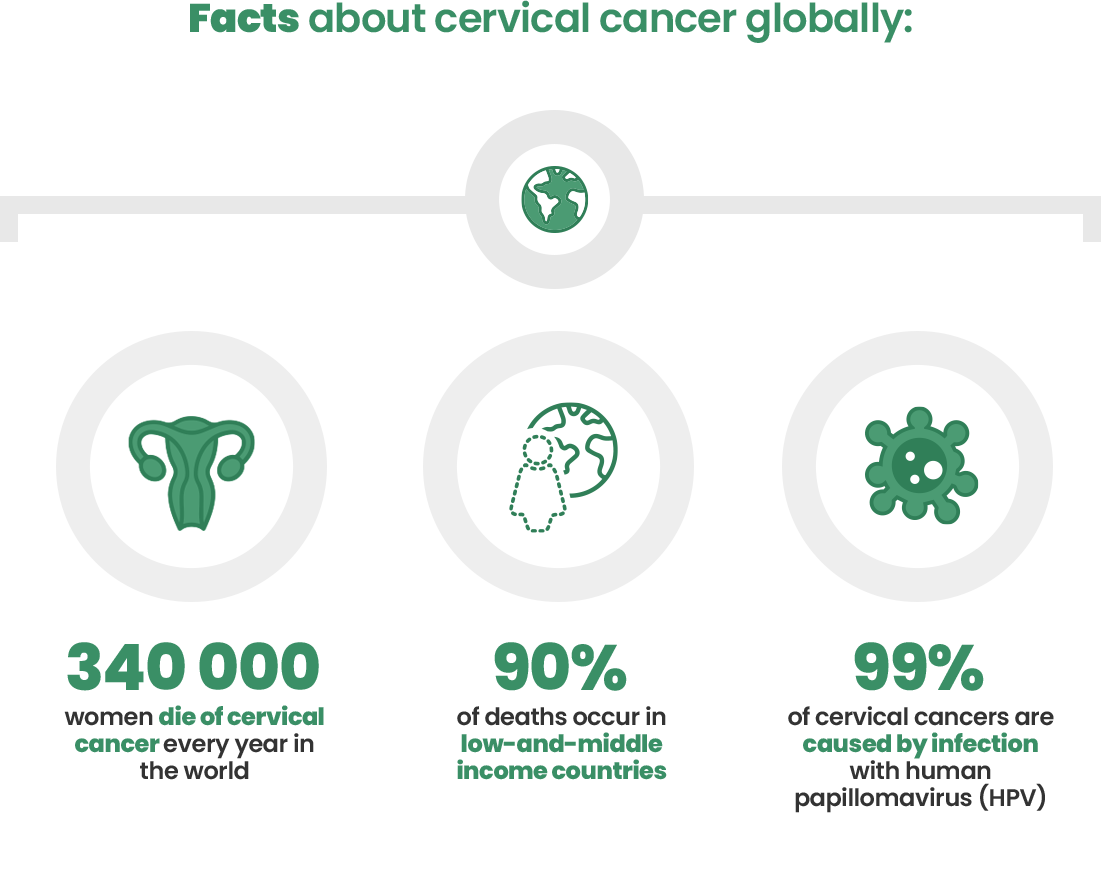 Facts about cervical cancer globally:
340 000
women die of cervical
cancer every year in
the world
90%
of deaths occur in
low-and-middle
income countries
99%
of cervical cancers are
caused by infection
with human
papillomavirus (HPV)